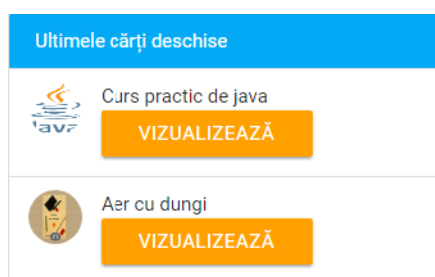 Ultimele cărți deschise
Curs practic de java
VIZUALIZEAZĂ
Aer cu dungi
VIZUALIZEAZĂ